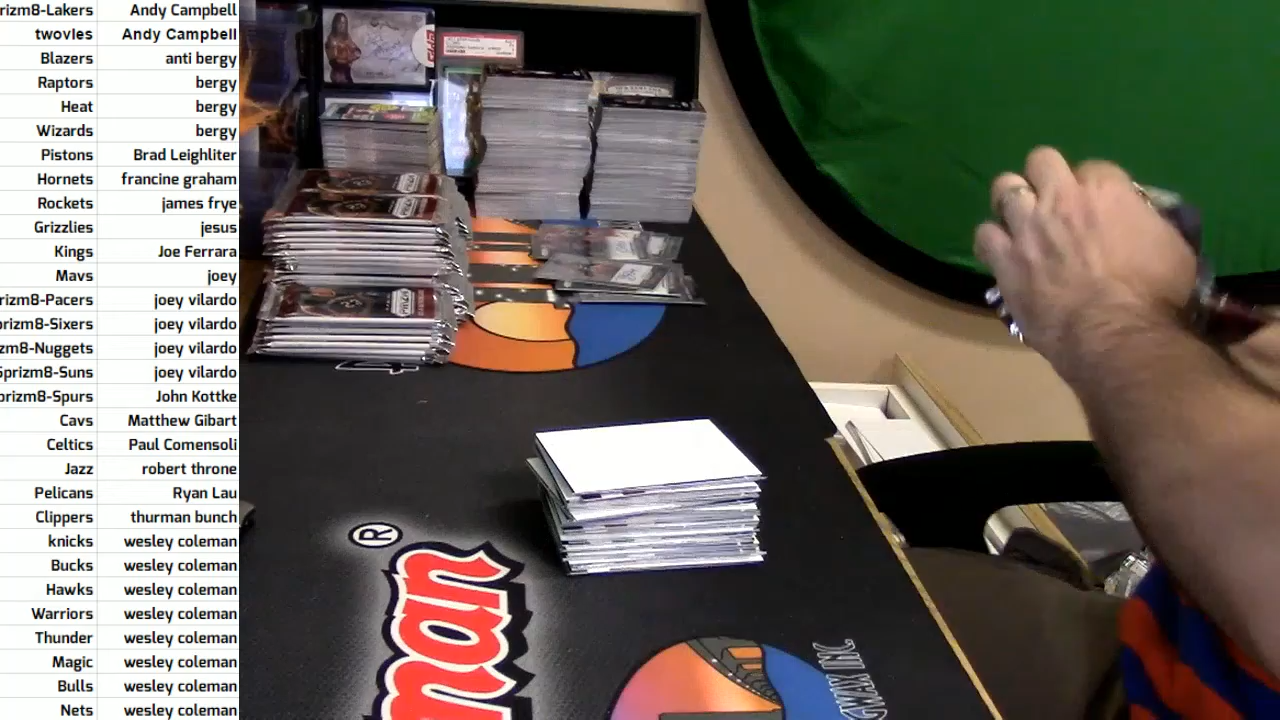 rizm8-Lakers Andy Campbell
twovies Andy Campbell
Blazers anti bergy
Raptors bergy
Heat bergy
Wizards bergy
Pistons Brad Leighliter
Hornets francine graham
Rockets james frye
Grizzlies jesus
Kings Joe Ferrara
Mavs joey
rizm8-Pacers joey vilardo
orizm8-Sixers joey vilardo
zm8-Nuggets joey vilardo
Sprizm8-Suns joey vilardo
prizm8-Spurs John Kottke
Cavs Matthew Gibart
Celtics Paul Comensoli
Jazz robert throne
Pelicans Ryan Lau
Clippers thurman bunch
knicks wesley coleman
Bucks wesley coleman
Hawks wesley coleman
Warriors wesley coleman
Thunder wesley coleman
Magic wesley coleman
Bulls wesley coleman
Nets wesley coleman
®
man
GWAX INC.